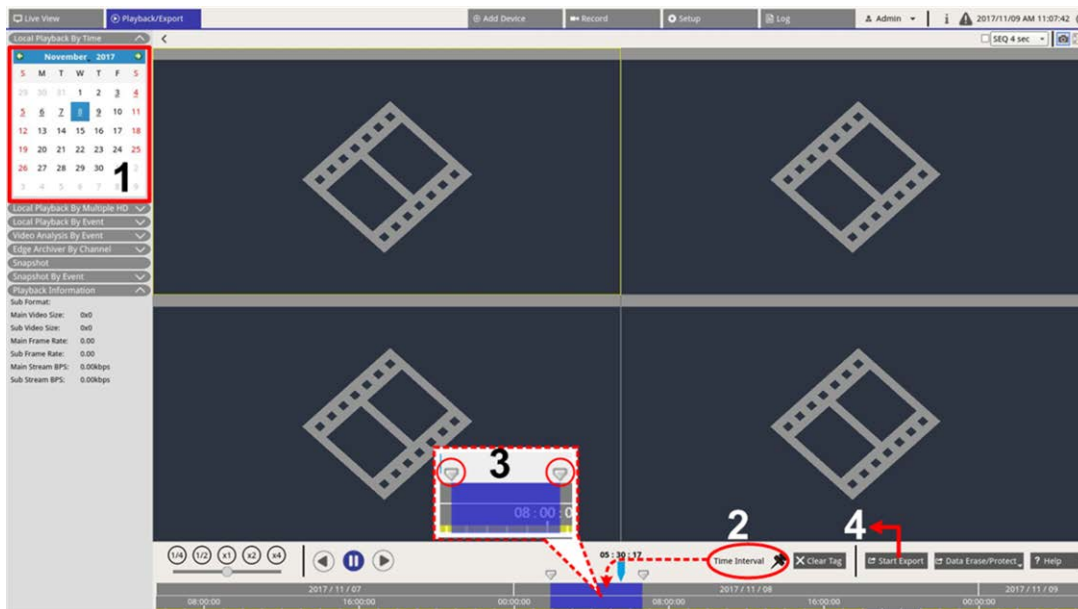 Live View Playback/Export Add Device Record Setup Log Admin i 2017/11/09 AM 11:07:42
Local Playback By Time
SEQ 4 sec
November, 2017
S M T W T F S
29 30 31 1 2 3 4
5 6 7 8 9 10 11
12 13 14 15 16 17 18
19 20 21 22 23 24 25
26 27 28 29 30 2
3 4 5 6 7 9
1
Local Playback By Multiple HD
Local Playback By Event
Video Analysis By Event
Edge Archiver By Channel
Snapshot
Snapshot By Event
Playback Information
Sub Format:
Main Video Size: 0x0
Sub Video Size: 0x0
Main Frame Rate: 0.00
Sub Frame Rate: 0.00
Main Stream BPS: 0.00kbps
Sub Stream BPS: 0.00kbps
3
08 : 00 : 0
2
4
1/4 1/2 x1 x2 x4
05 : 30 : 17
Time Interval
Clear Tag
Start Export
Data Erase/Protect
? Help
2017 / 11 / 07 2017 / 11 / 08 2017 / 11 / 09
08:00:00 16:00:00 00:00:00 08:00:00 16:00:00 00:00:00